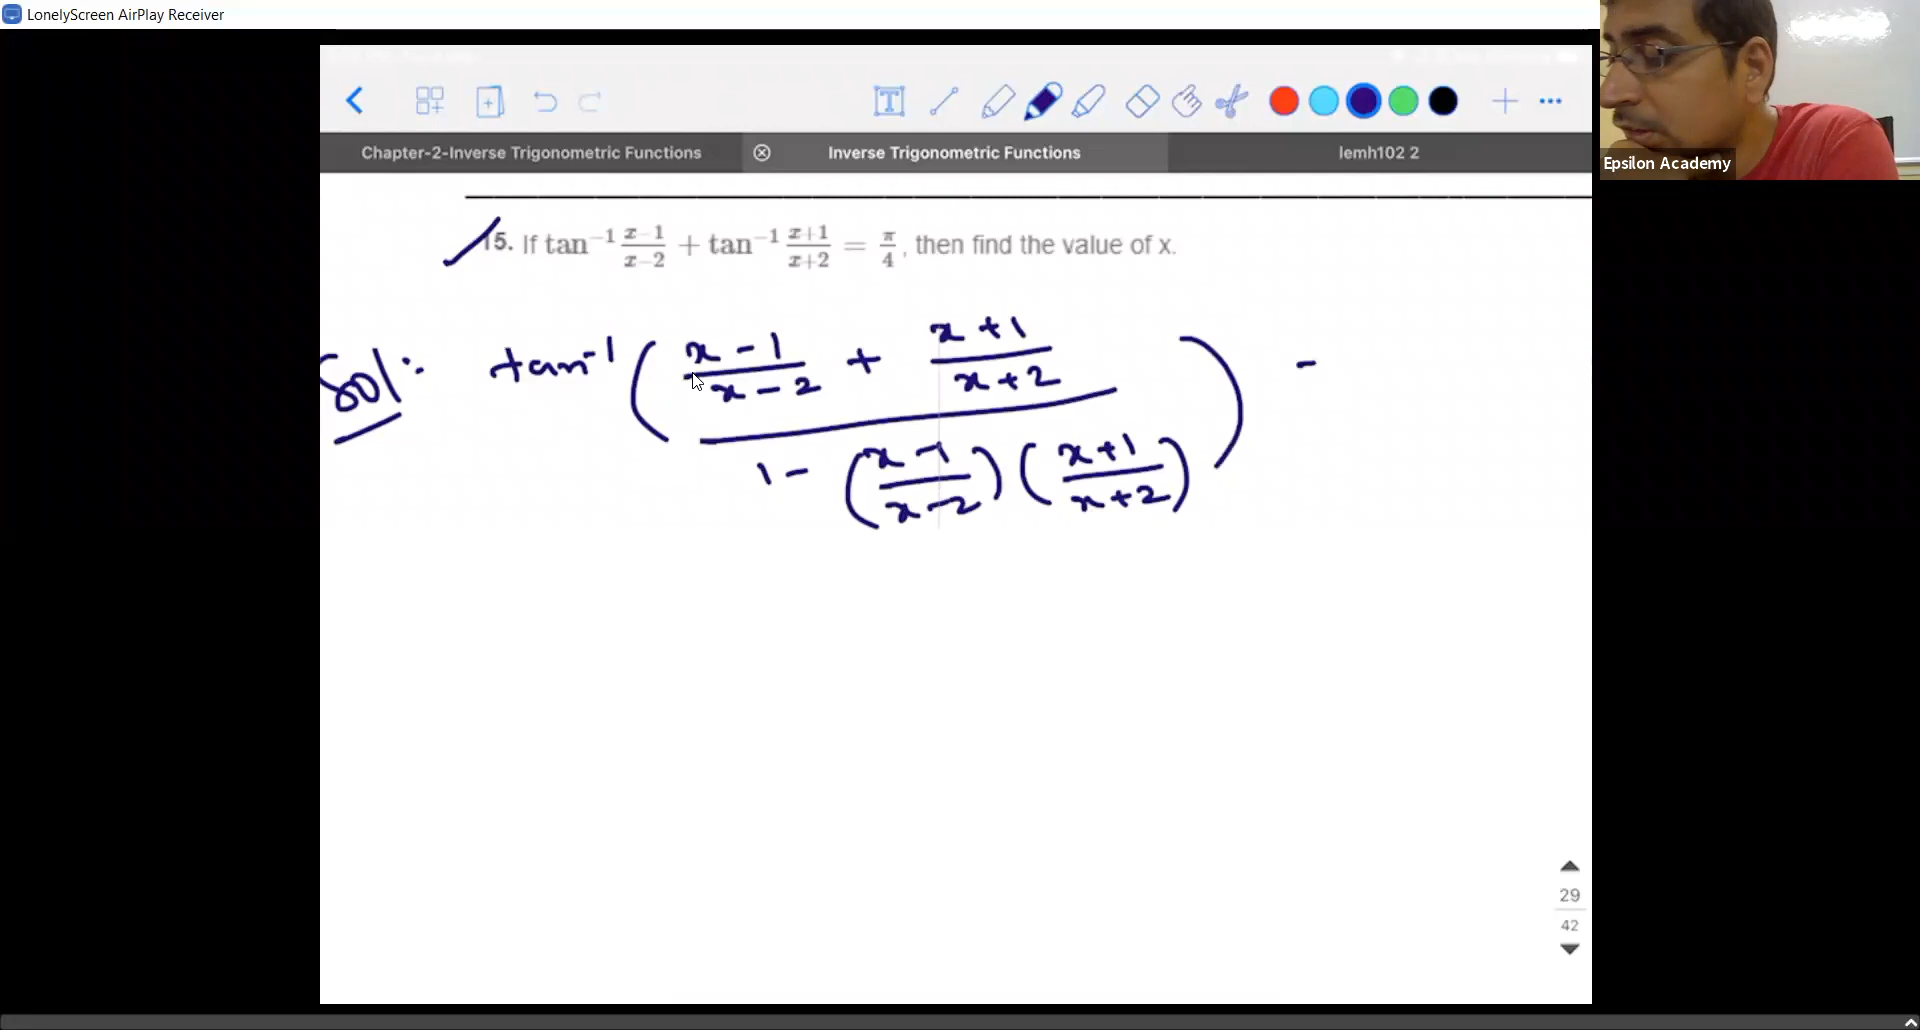 LonelyScreen AirPlay Receiver
Epsilon Academy
Chapter-2-Inverse Trigonometric Functions
Inverse Trigonometric Functions
lemh102 2
15. If tan⁻¹ (x−1)/(x−2) + tan⁻¹ (x+1)/(x+2) = π/4, then find the value of x.
Sol: tan⁻¹ ( ( (x − 1)/(x − 2) + (x + 1)/(x + 2) ) / ( 1 − ((x − 1)/(x − 2)) ((x + 1)/(x + 2)) ) ) -
29
42